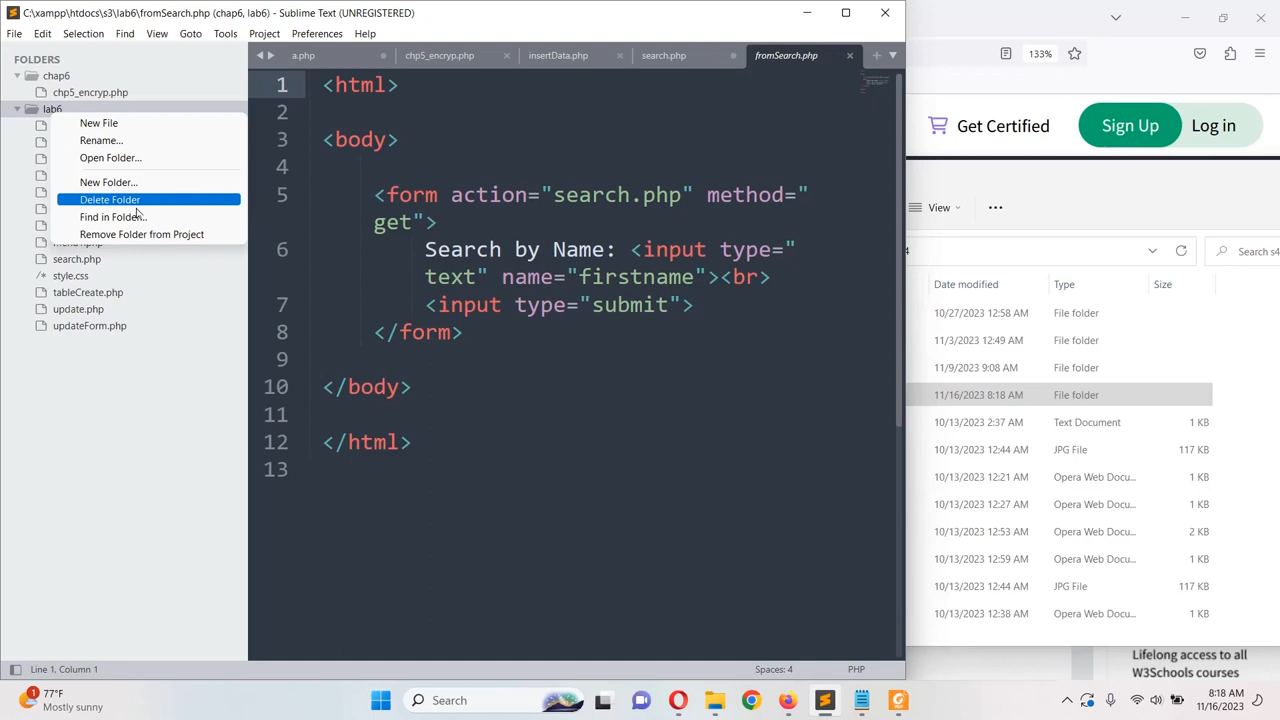 C:\xampp\htdocs\s3\lab6\fromSearch.php (chap6, lab6) - Sublime Text (UNREGISTERED)
File Edit Selection Find View Goto Tools Project Preferences Help
FOLDERS
chap6
chp5_encryp.php
lab6
New File
Rename...
Open Folder...
New Folder...
Delete Folder
Find in Folder...
Remove Folder from Project
search.php
/* style.css
tableCreate.php
update.php
updateForm.php
a.php chp5_encryp.php insertData.php search.php fromSearch.php
1 <html>
2
3 <body>
4
5 <form action="search.php" method="
get">
6 Search by Name: <input type="
text" name="firstname"><br>
7 <input type="submit">
8 </form>
9
10 </body>
11
12 </html>
13
Line 1, Column 1 Spaces: 4 PHP
133%
Get Certified Sign Up Log in
View
Search s4
Date modified Type Size
10/27/2023 12:58 AM File folder
11/3/2023 12:49 AM File folder
11/9/2023 9:08 AM File folder
11/16/2023 8:18 AM File folder
10/13/2023 2:37 AM Text Document 1 KB
10/13/2023 12:44 AM JPG File 117 KB
10/13/2023 12:21 AM Opera Web Docu... 1 KB
10/13/2023 12:27 AM Opera Web Docu... 1 KB
10/13/2023 12:53 AM Opera Web Docu... 2 KB
10/13/2023 12:59 AM Opera Web Docu... 1 KB
10/13/2023 12:44 AM JPG File 117 KB
10/13/2023 12:38 AM Opera Web Docu... 1 KB
Lifelong access to all
W3Schools courses
1 77°F
Mostly sunny
Search
8:18 AM
11/16/2023